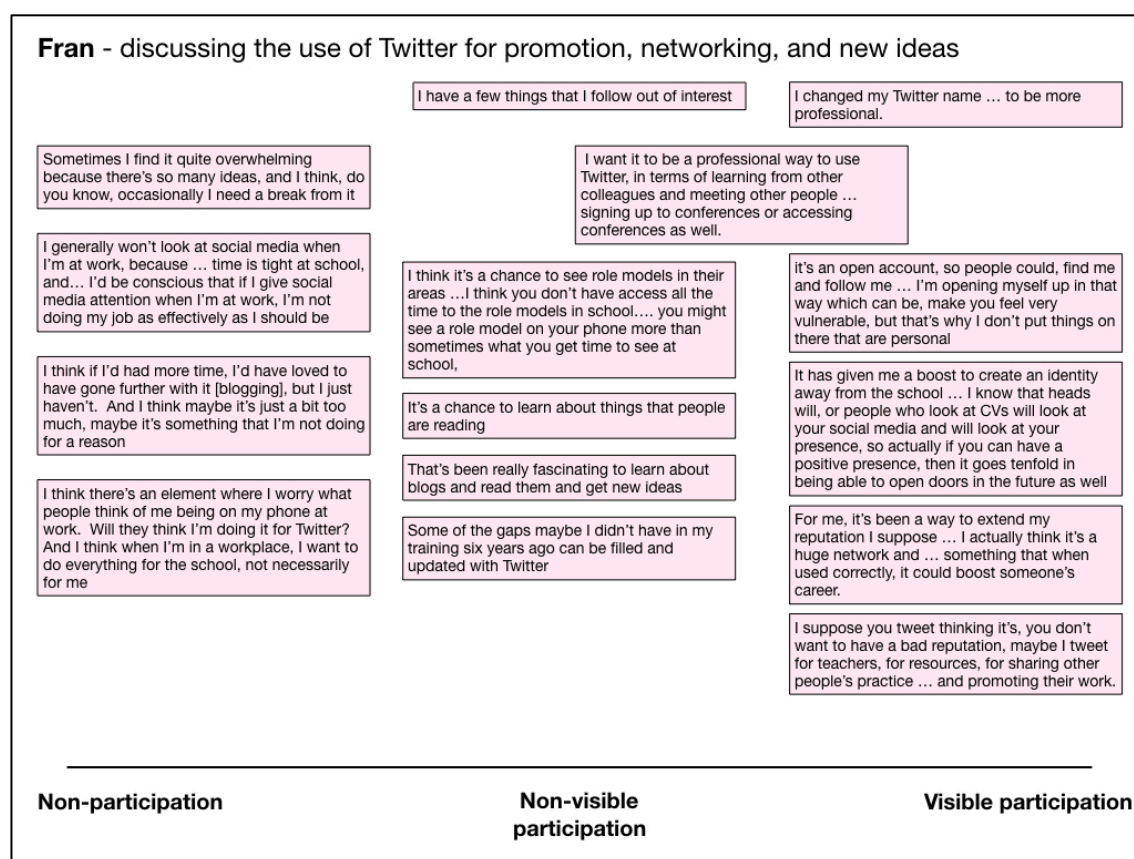 Fran - discussing the use of Twitter for promotion, networking, and new ideas
I have a few things that I follow out of interest
I changed my Twitter name … to be more
professional.
Sometimes I find it quite overwhelming
because there's so many ideas, and I think, do
you know, occasionally I need a break from it
I want it to be a professional way to use
Twitter, in terms of learning from other
colleagues and meeting other people …
signing up to conferences or accessing
conferences as well.
I generally won't look at social media when
I'm at work, because … time is tight at school,
and… I'd be conscious that if I give social
media attention when I'm at work, I'm not
doing my job as effectively as I should be
I think it's a chance to see role models in their
areas …I think you don't have access all the
time to the role models in school…. you might
see a role model on your phone more than
sometimes what you get time to see at
school,
it's an open account, so people could, find me
and follow me … I'm opening myself up in that
way which can be, make you feel very
vulnerable, but that's why I don't put things on
there that are personal
I think if I'd had more time, I'd have loved to
have gone further with it [blogging], but I just
haven't.  And I think maybe it's just a bit too
much, maybe it's something that I'm not doing
for a reason
It's a chance to learn about things that people
are reading
It has given me a boost to create an identity
away from the school … I know that heads
will, or people who look at CVs will look at
your social media and will look at your
presence, so actually if you can have a
positive presence, then it goes tenfold in
being able to open doors in the future as well
That's been really fascinating to learn about
blogs and read them and get new ideas
I think there's an element where I worry what
people think of me being on my phone at
work.  Will they think I'm doing it for Twitter?
And I think when I'm in a workplace, I want to
do everything for the school, not necessarily
for me
Some of the gaps maybe I didn't have in my
training six years ago can be filled and
updated with Twitter
For me, it's been a way to extend my
reputation I suppose … I actually think it's a
huge network and … something that when
used correctly, it could boost someone's
career.
I suppose you tweet thinking it's, you don't
want to have a bad reputation, maybe I tweet
for teachers, for resources, for sharing other
people's practice … and promoting their work.
Non-participation
Non-visible
participation
Visible participation